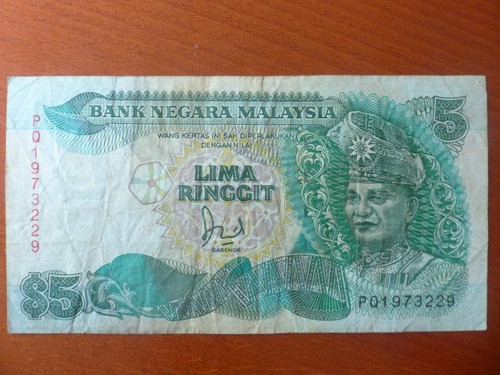 BANK NEGARA MALAYSIA
5
WANG KERTAS INI SAH DIPERLAKUKAN
DENGAN NILAI
LIMA
RINGGIT
GABENOR
PQ1973229
$5
PQ1973229